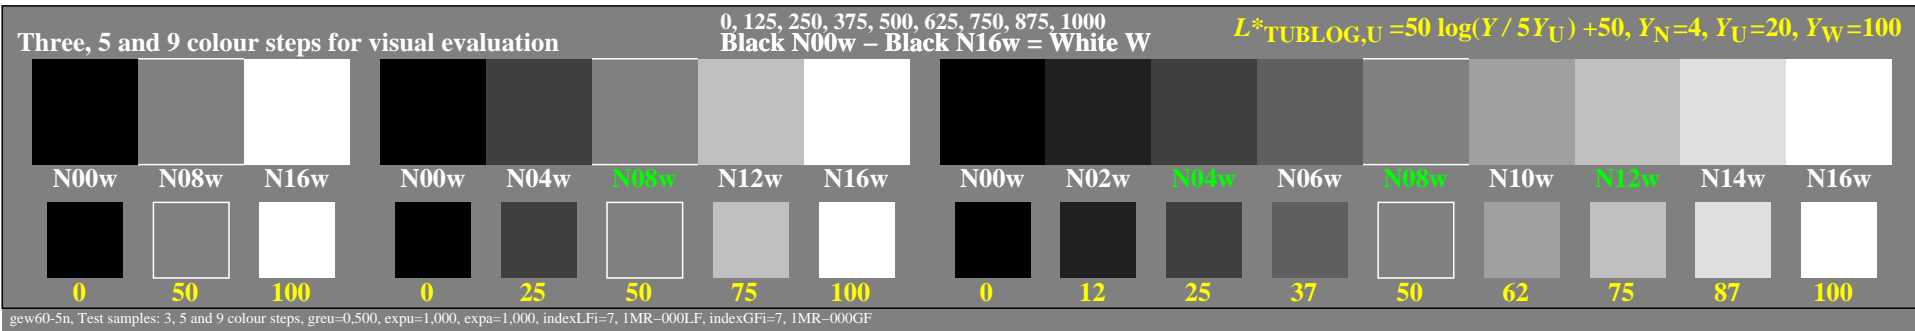 Three, 5 and 9 colour steps for visual evaluation
0, 125, 250, 375, 500, 625, 750, 875, 1000
Black N00w – Black N16w = White W
L*TUBLOG,U =50 log(Y / 5YU) +50, YN=4, YU=20, YW=100
N00w N08w N16w N00w N04w N08w N12w N16w N00w N02w N04w N06w N08w N10w N12w N14w N16w
0 50 100 0 25 50 75 100 0 12 25 37 50 62 75 87 100
gew60-5n, Test samples: 3, 5 and 9 colour steps, greu=0,500, expu=1,000, expa=1,000, indexLFi=7, 1MR–000LF, indexGFi=7, 1MR–000GF